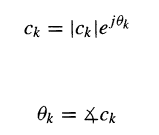 c_k = |c_k|e^{jθ_k}
θ_k = ∡c_k